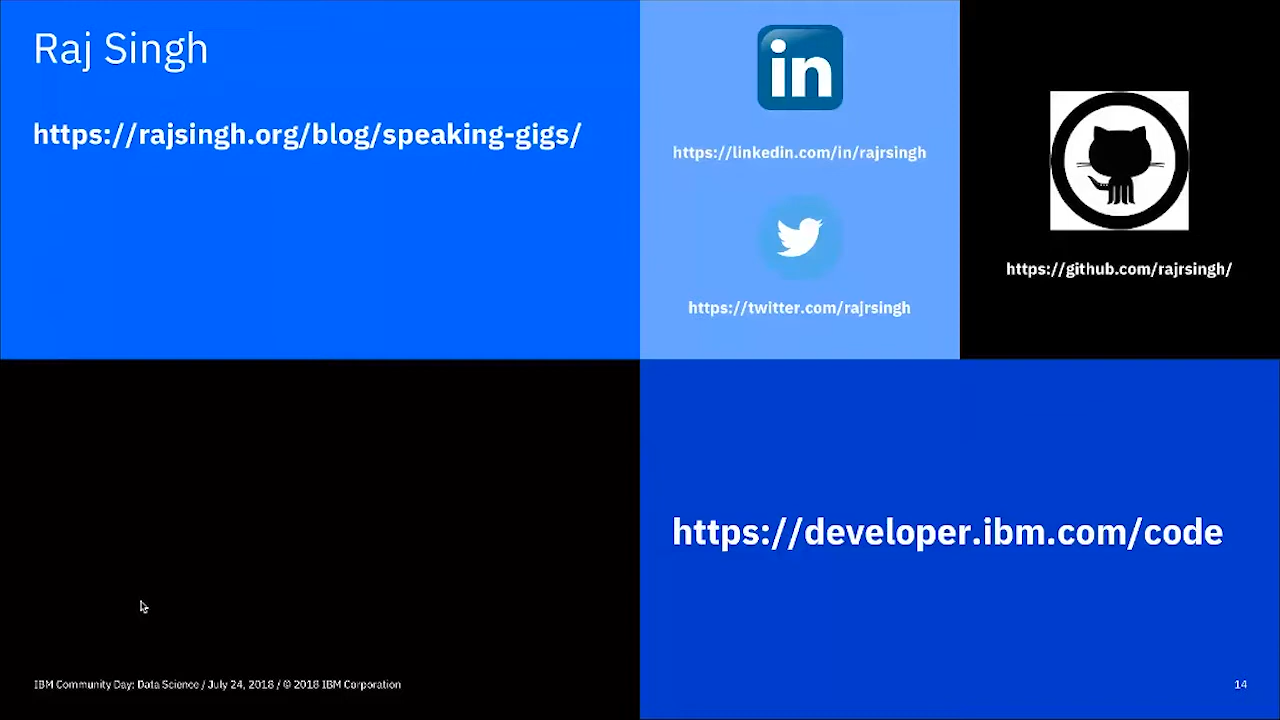 Raj Singh
https://rajsingh.org/blog/speaking-gigs/
in
https://linkedin.com/in/rajrsingh
https://twitter.com/rajrsingh
https://github.com/rajrsingh/
https://developer.ibm.com/code
IBM Community Day: Data Science / July 24, 2018 / © 2018 IBM Corporation
14